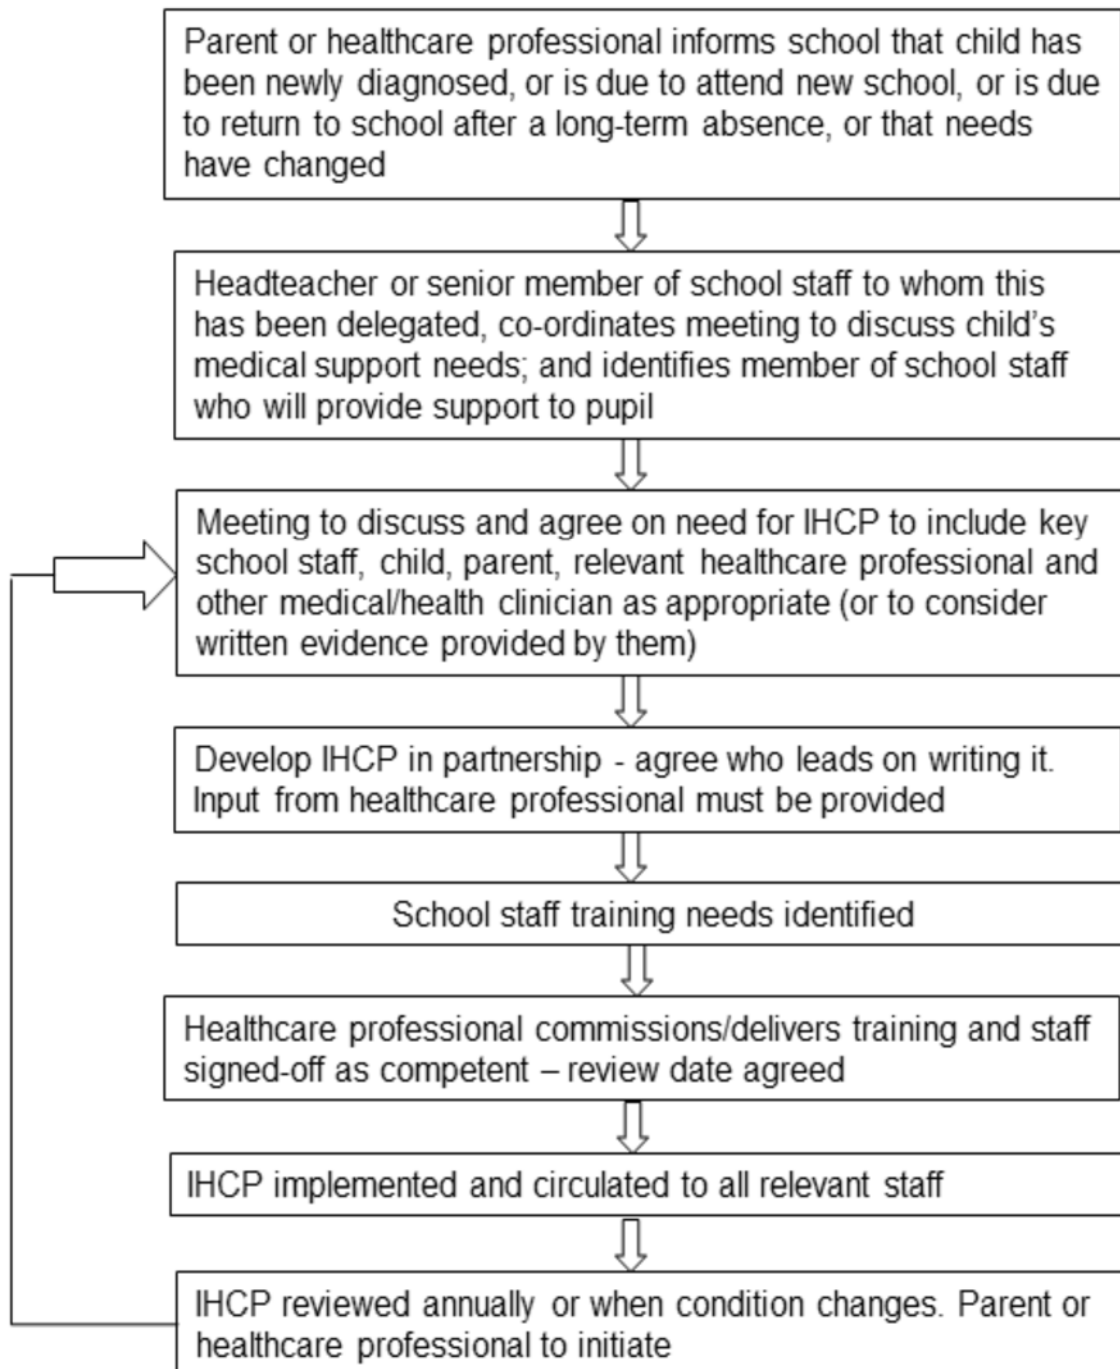 Parent or healthcare professional informs school that child has
been newly diagnosed, or is due to attend new school, or is due
to return to school after a long-term absence, or that needs
have changed
Headteacher or senior member of school staff to whom this
has been delegated, co-ordinates meeting to discuss child's
medical support needs; and identifies member of school staff
who will provide support to pupil
Meeting to discuss and agree on need for IHCP to include key
school staff, child, parent, relevant healthcare professional and
other medical/health clinician as appropriate (or to consider
written evidence provided by them)
Develop IHCP in partnership - agree who leads on writing it.
Input from healthcare professional must be provided
School staff training needs identified
Healthcare professional commissions/delivers training and staff
signed-off as competent – review date agreed
IHCP implemented and circulated to all relevant staff
IHCP reviewed annually or when condition changes. Parent or
healthcare professional to initiate